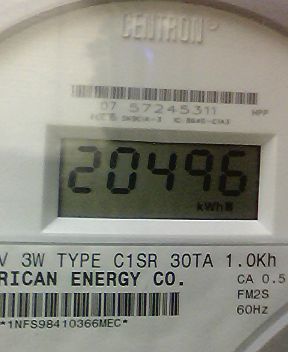 CENTRON®
07 57245311 HPP
20496
kWh
V 3W TYPE C1SR 30TA 1.0Kh
RICAN ENERGY CO. CA 0.5
FM2S
60Hz
*1NFS98410366MEC*